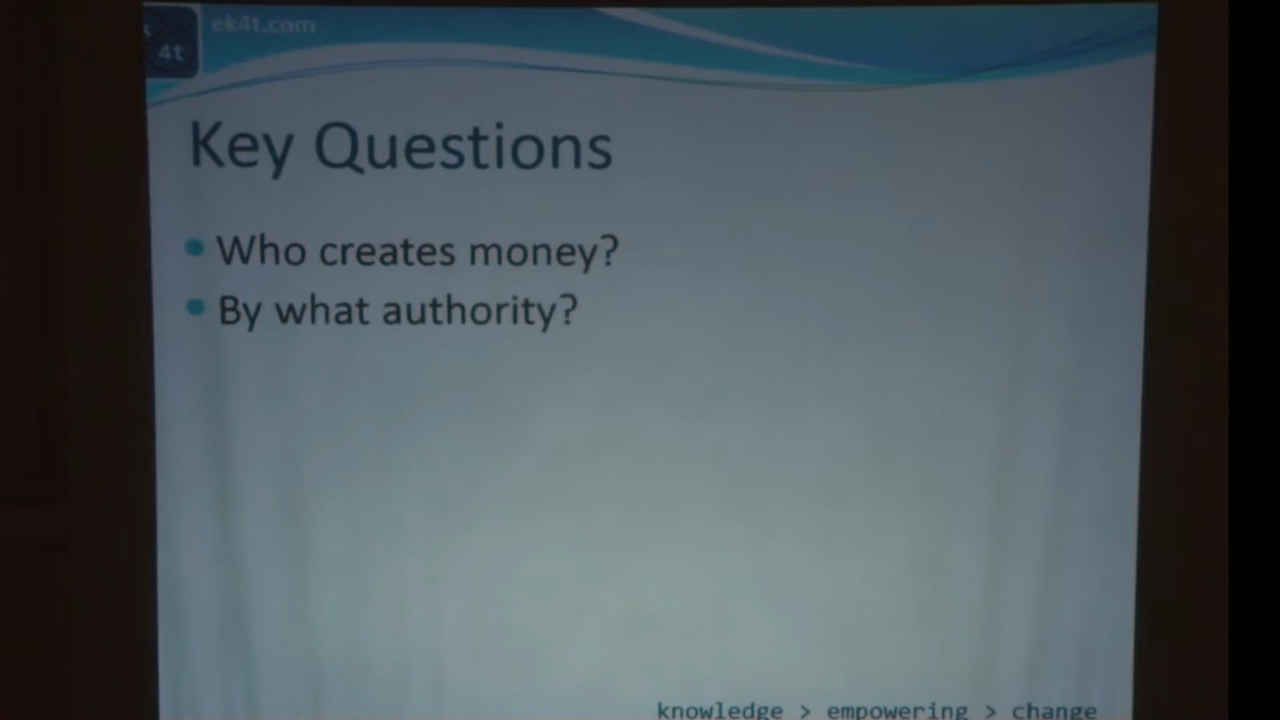 ek4t.com
4t
Key Questions
Who creates money?
By what authority?
knowledge > empowering > change